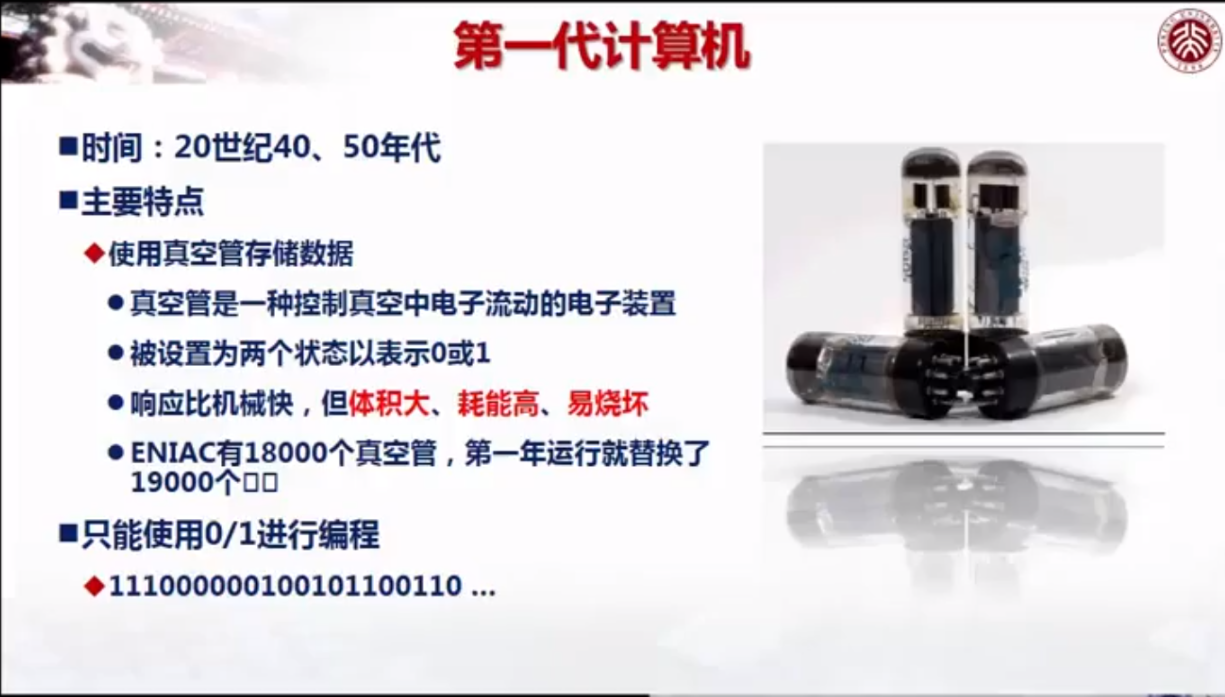 第一代计算机
PEKING UNIVERSITY
1898
■时间：20世纪40、50年代
■主要特点
◆使用真空管存储数据
●真空管是一种控制真空中电子流动的电子装置
●被设置为两个状态以表示0或1
●响应比机械快，但体积大、耗能高、易烧坏
●ENIAC有18000个真空管，第一年运行就替换了
19000个□□
■只能使用0/1进行编程
◆111000000100101100110 ...